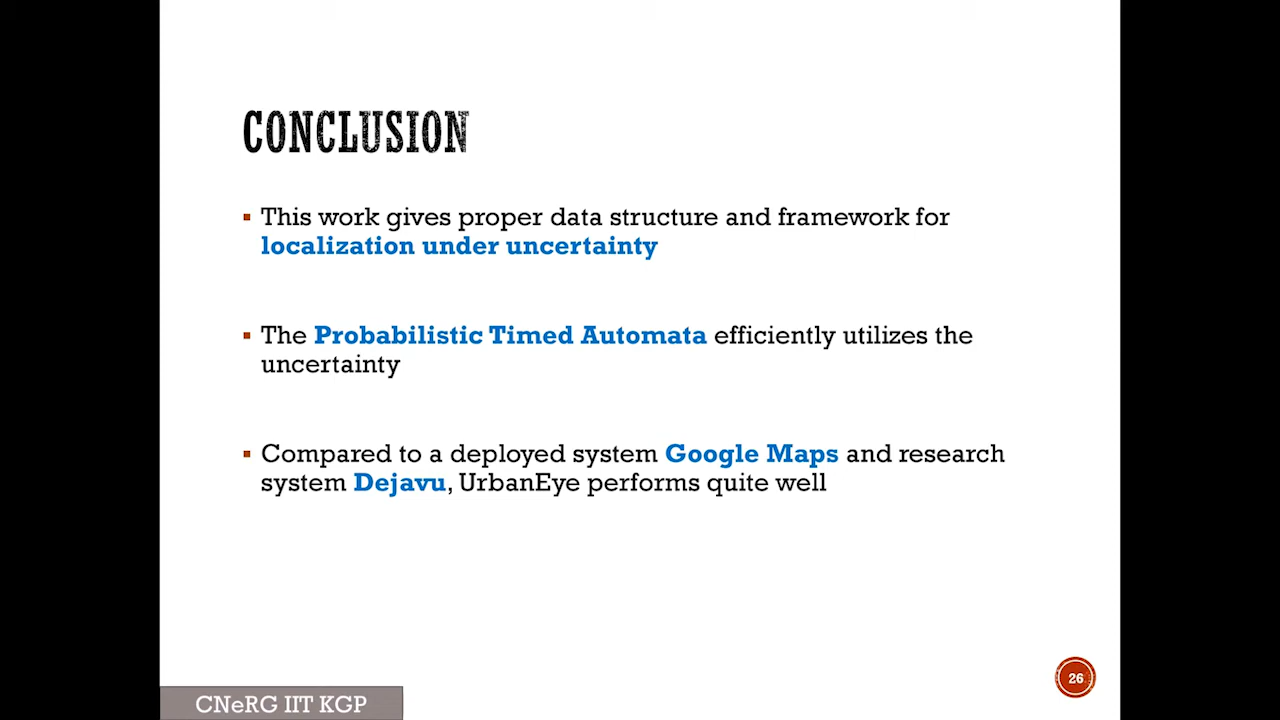 CONCLUSION
▪ This work gives proper data structure and framework for
localization under uncertainty
▪ The Probabilistic Timed Automata efficiently utilizes the
uncertainty
▪ Compared to a deployed system Google Maps and research
system Dejavu, UrbanEye performs quite well
26
CNeRG IIT KGP